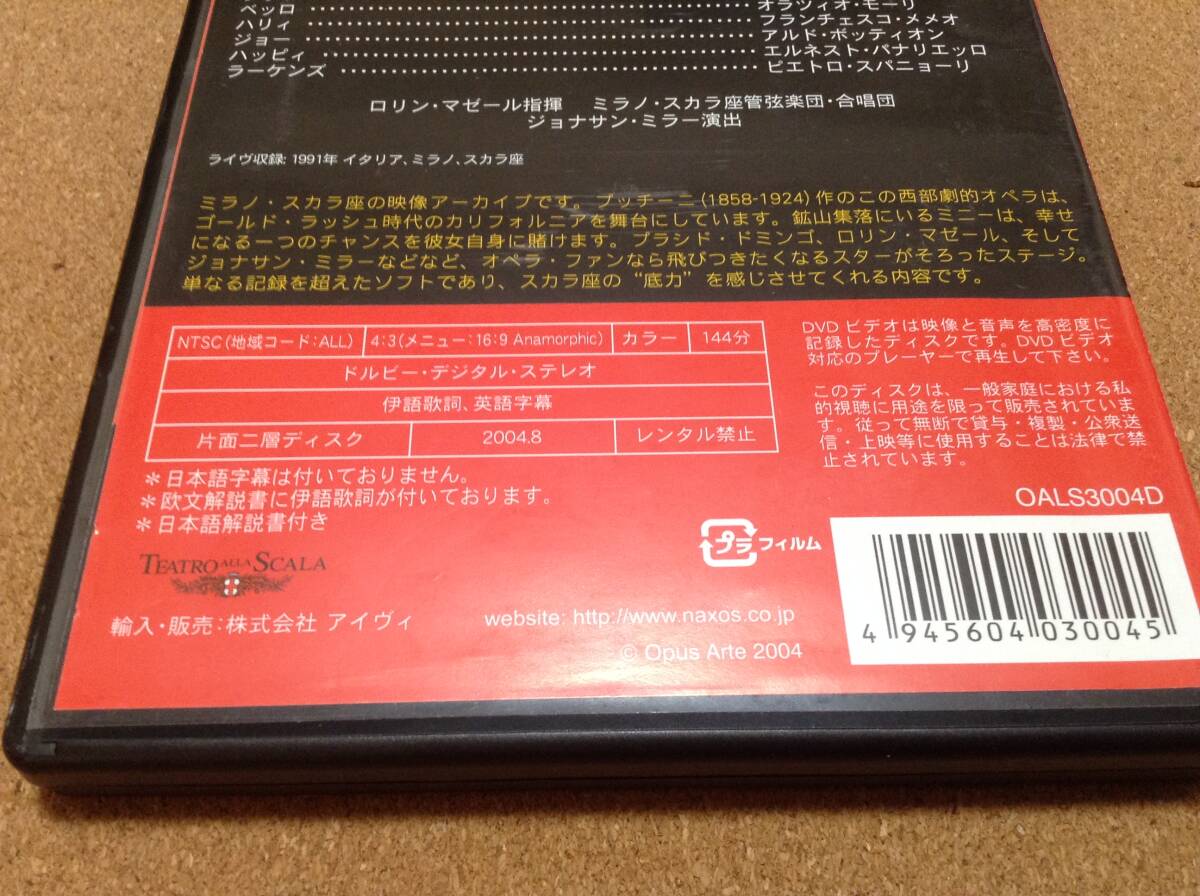 ベッロ ........ オラツィオ・モーリ
ハリィ ........ フランチェスコ・メメオ
ジョー ........ アルド・ボッティオン
ハッピィ ........ エルネスト・パナリエッロ
ラーケンズ ........ ピエトロ・スパニョーリ
ロリン・マゼール指揮 ミラノ・スカラ座管弦楽団・合唱団
ジョナサン・ミラー演出
ライヴ収録: 1991年 イタリア、ミラノ、スカラ座
ミラノ・スカラ座の映像アーカイブです。プッチーニ(1858-1924)作のこの西部劇的オペラは、
ゴールド・ラッシュ時代のカリフォルニアを舞台にしています。鉱山集落にいるミニーは、幸せ
になる一つのチャンスを彼女自身に賭けます。プラシド・ドミンゴ、ロリン・マゼール、そして
ジョナサン・ミラーなどなど、オペラ・ファンなら飛びつきたくなるスターがそろったステージ。
単なる記録を超えたソフトであり、スカラ座の“底力”を感じさせてくれる内容です。
NTSC(地域コード:ALL) 4:3(メニュー:16:9 Anamorphic) カラー 144分
ドルビー・デジタル・ステレオ
伊語歌詞、英語字幕
片面二層ディスク 2004.8 レンタル禁止
＊日本語字幕は付いておりません。
＊欧文解説書に伊語歌詞が付いております。
＊日本語解説書付き
DVD ビデオは映像と音声を高密度に
記録したディスクです。DVD ビデオ
対応のプレーヤーで再生して下さい。
このディスクは、一般家庭における私
的視聴に用途を限って販売されていま
す。従って無断で貸与・複製・公衆送
信・上映等に使用することは法律で禁
止されています。
OALS3004D
プラ フィルム
TEATRO ALLA SCALA
輸入・販売:株式会社 アイヴィ
website: http://www.naxos.co.jp
© Opus Arte 2004
4 945604 030045